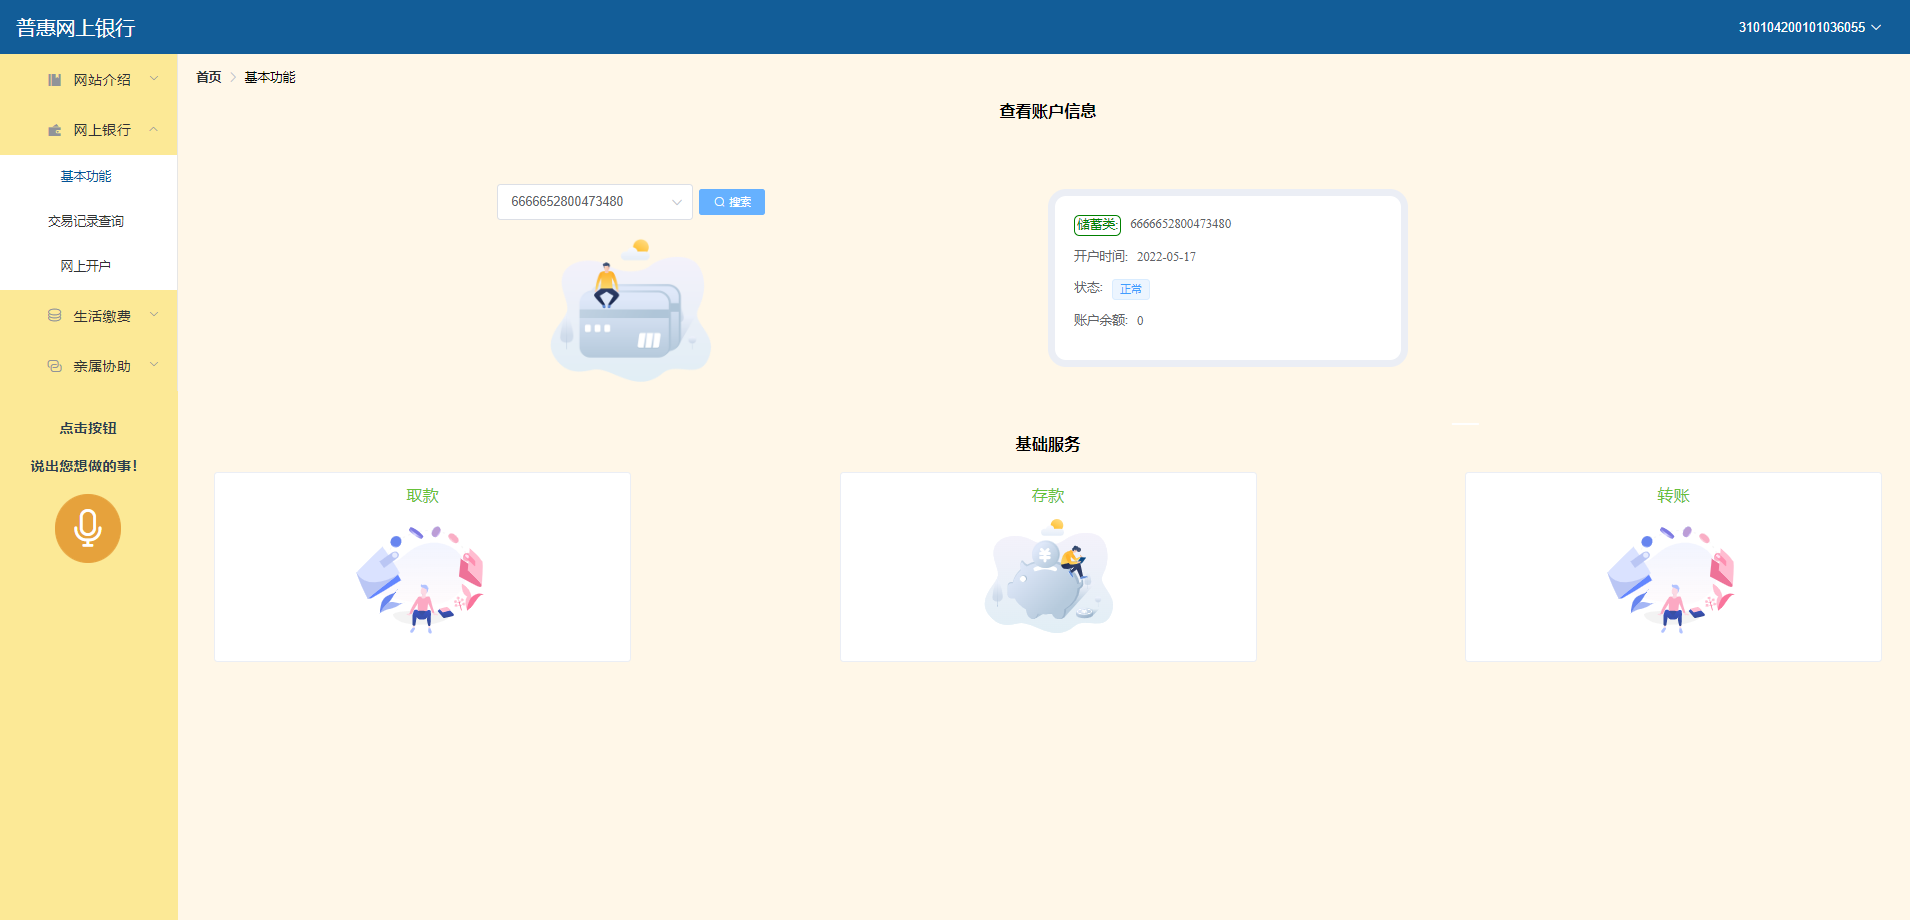 普惠网上银行
310104200101036055
网站介绍
网上银行
基本功能
交易记录查询
网上开户
生活缴费
亲属协助
点击按钮
说出您想做的事!
首页 > 基本功能
查看账户信息
6666652800473480
搜索
储蓄类: 6666652800473480
开户时间: 2022-05-17
状态: 正常
账户余额: 0
基础服务
取款
存款
¥
转账